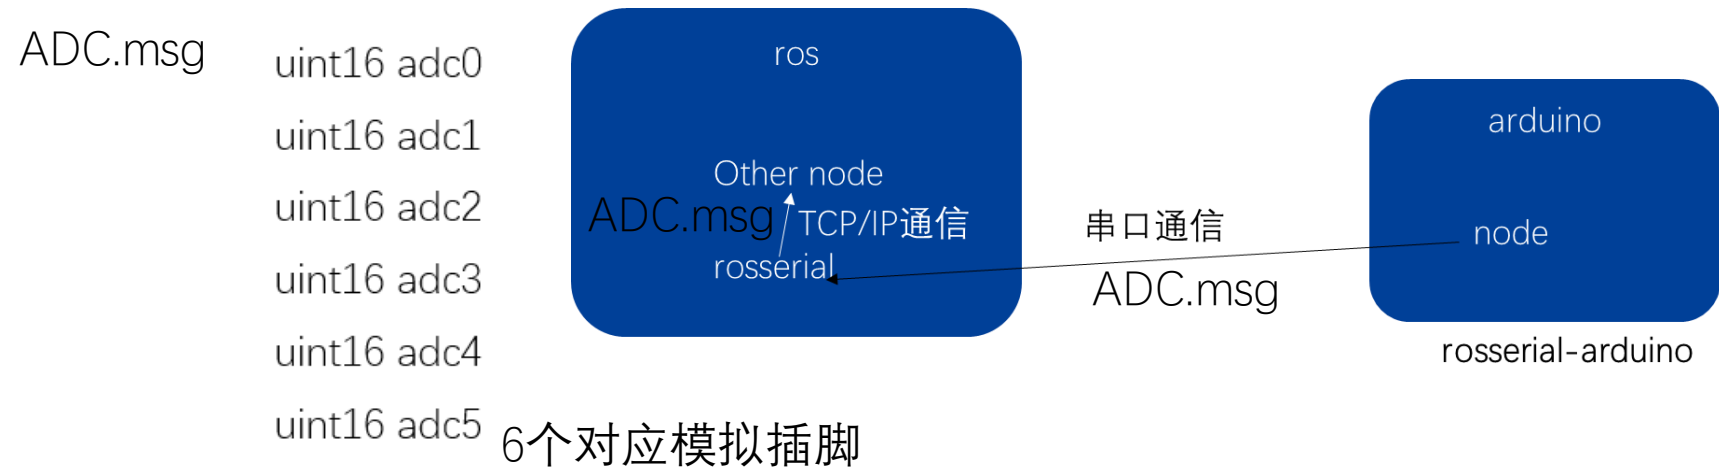 ADC.msg
uint16 adc0
uint16 adc1
uint16 adc2
uint16 adc3
uint16 adc4
uint16 adc5
6个对应模拟插脚
ros
Other node
ADC.msg
TCP/IP通信
rosserial
串口通信
ADC.msg
arduino
node
rosserial-arduino